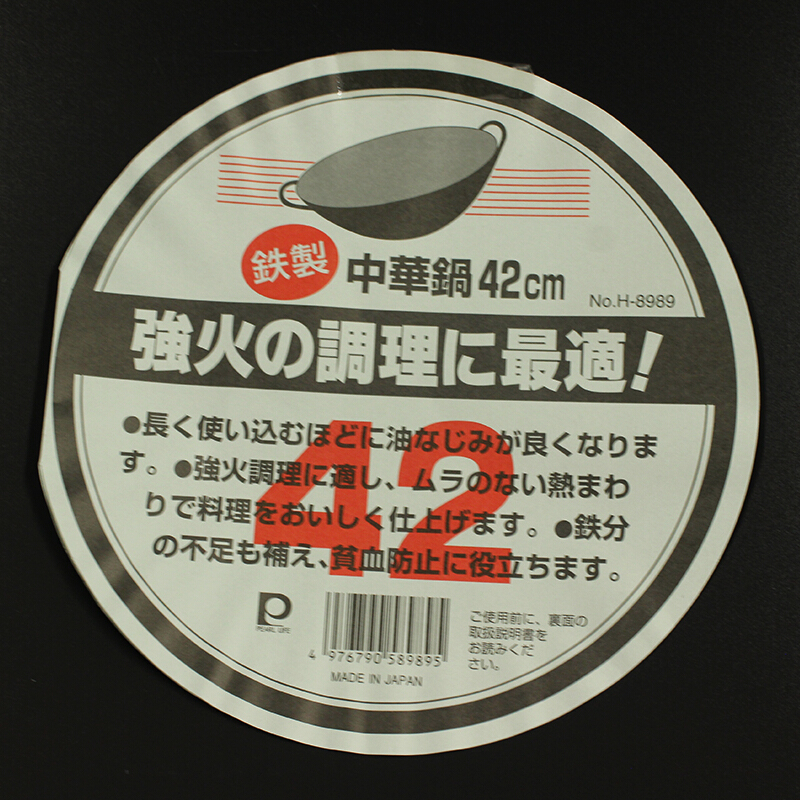 鉄製 中華鍋42cm
No.H-8989
強火の調理に最適!
42
●長く使い込むほどに油なじみが良くなりま
す。●強火調理に適し、ムラのない熱まわ
りで料理をおいしく仕上げます。●鉄分
の不足も補え、貧血防止に役立ちます。
PEARL LIFE
4 976790 589895
MADE IN JAPAN
ご使用前に、裏面の
取扱説明書を
お読みくだ
さい。